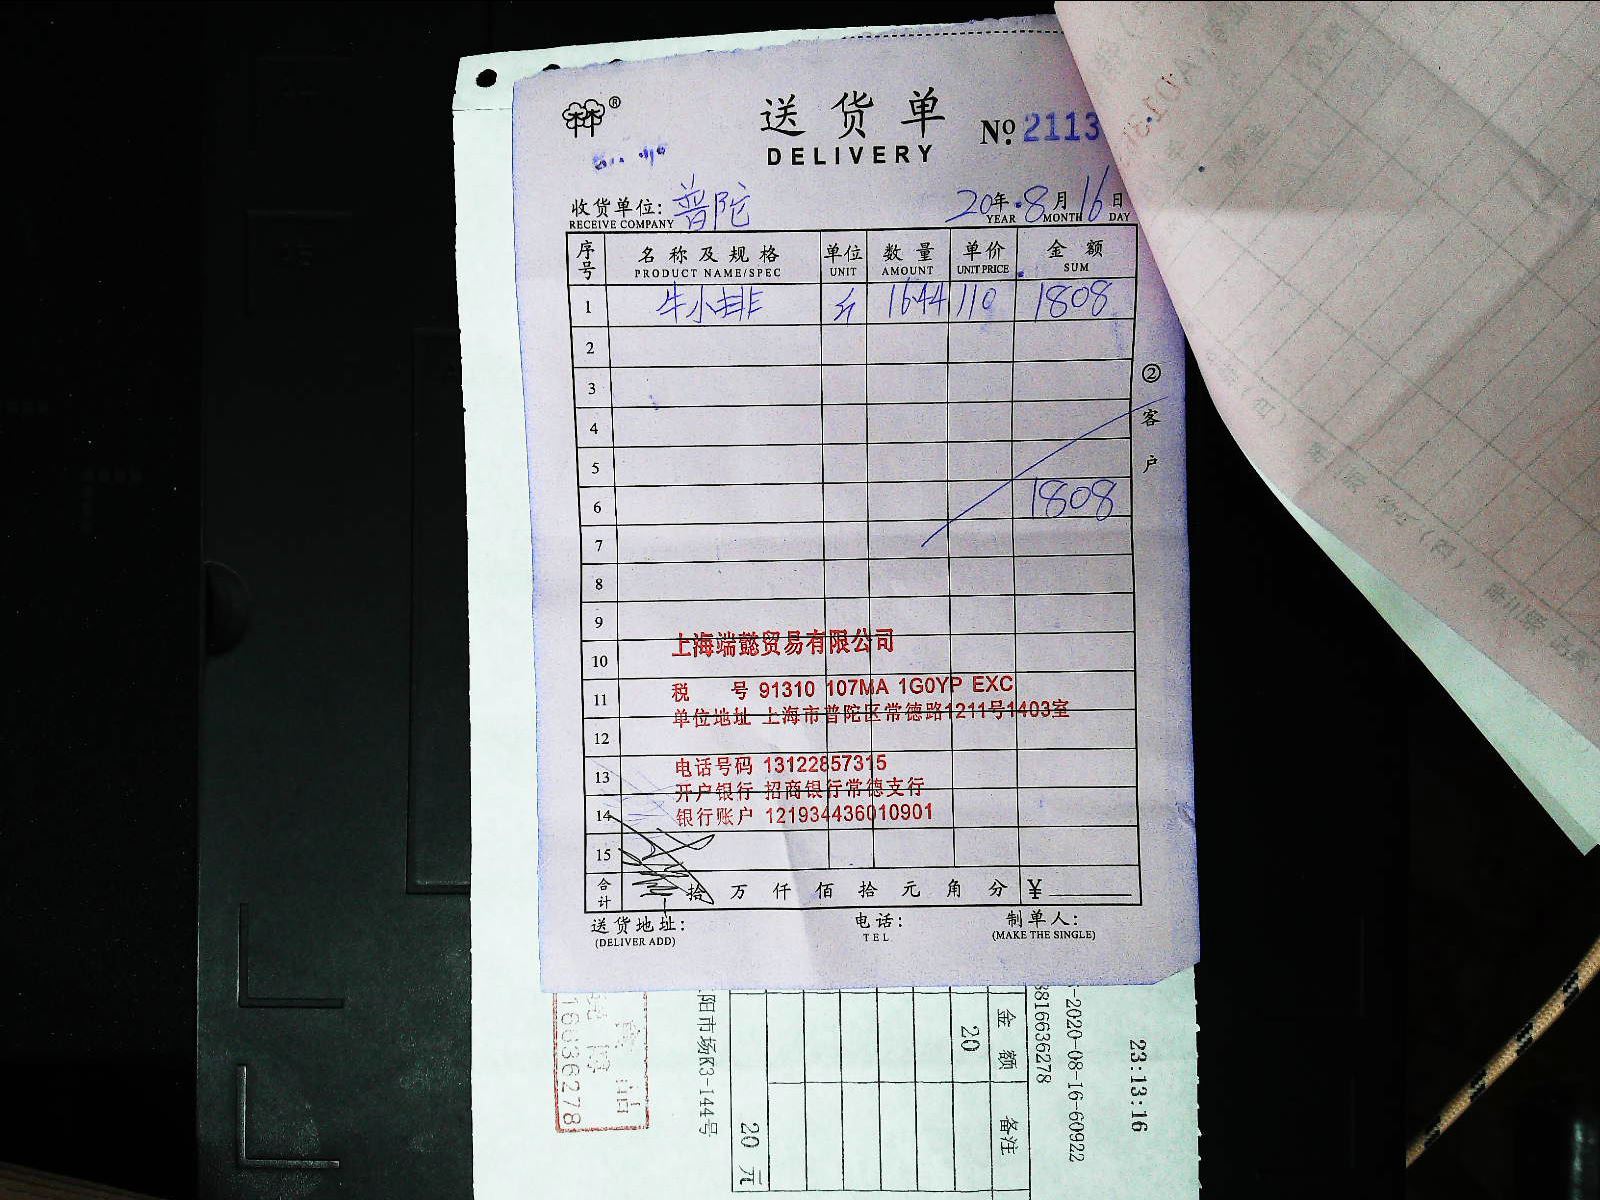 ®
送货单
DELIVERY
№ 2113
收货单位: 普陀
RECEIVE COMPANY
20年 8月 16日
YEAR MONTH DAY
序号 名称及规格 单位 数量 单价 金额
PRODUCT NAME/SPEC UNIT AMOUNT UNIT PRICE SUM
1 牛小排 斤 1644 110 1808
2
3
4
5
6 1808
7
8
9
10
11
12
13
14
15
② 客户
上海端懿贸易有限公司
税 号 91310 107MA 1G0YP EXC
单位地址 上海市普陀区常德路1211号1403室
电话号码 13122857315
开户银行 招商银行常德支行
银行账户 121934436010901
合计 拾 万 仟 佰 拾 元 角 分 ¥
送货地址:
(DELIVER ADD)
电话:
TEL
制单人:
(MAKE THE SINGLE)
23:13:16
-2020-08-16-60922
3816636278
金额 备注
20
20 元
阳市场K3-144号
16636278